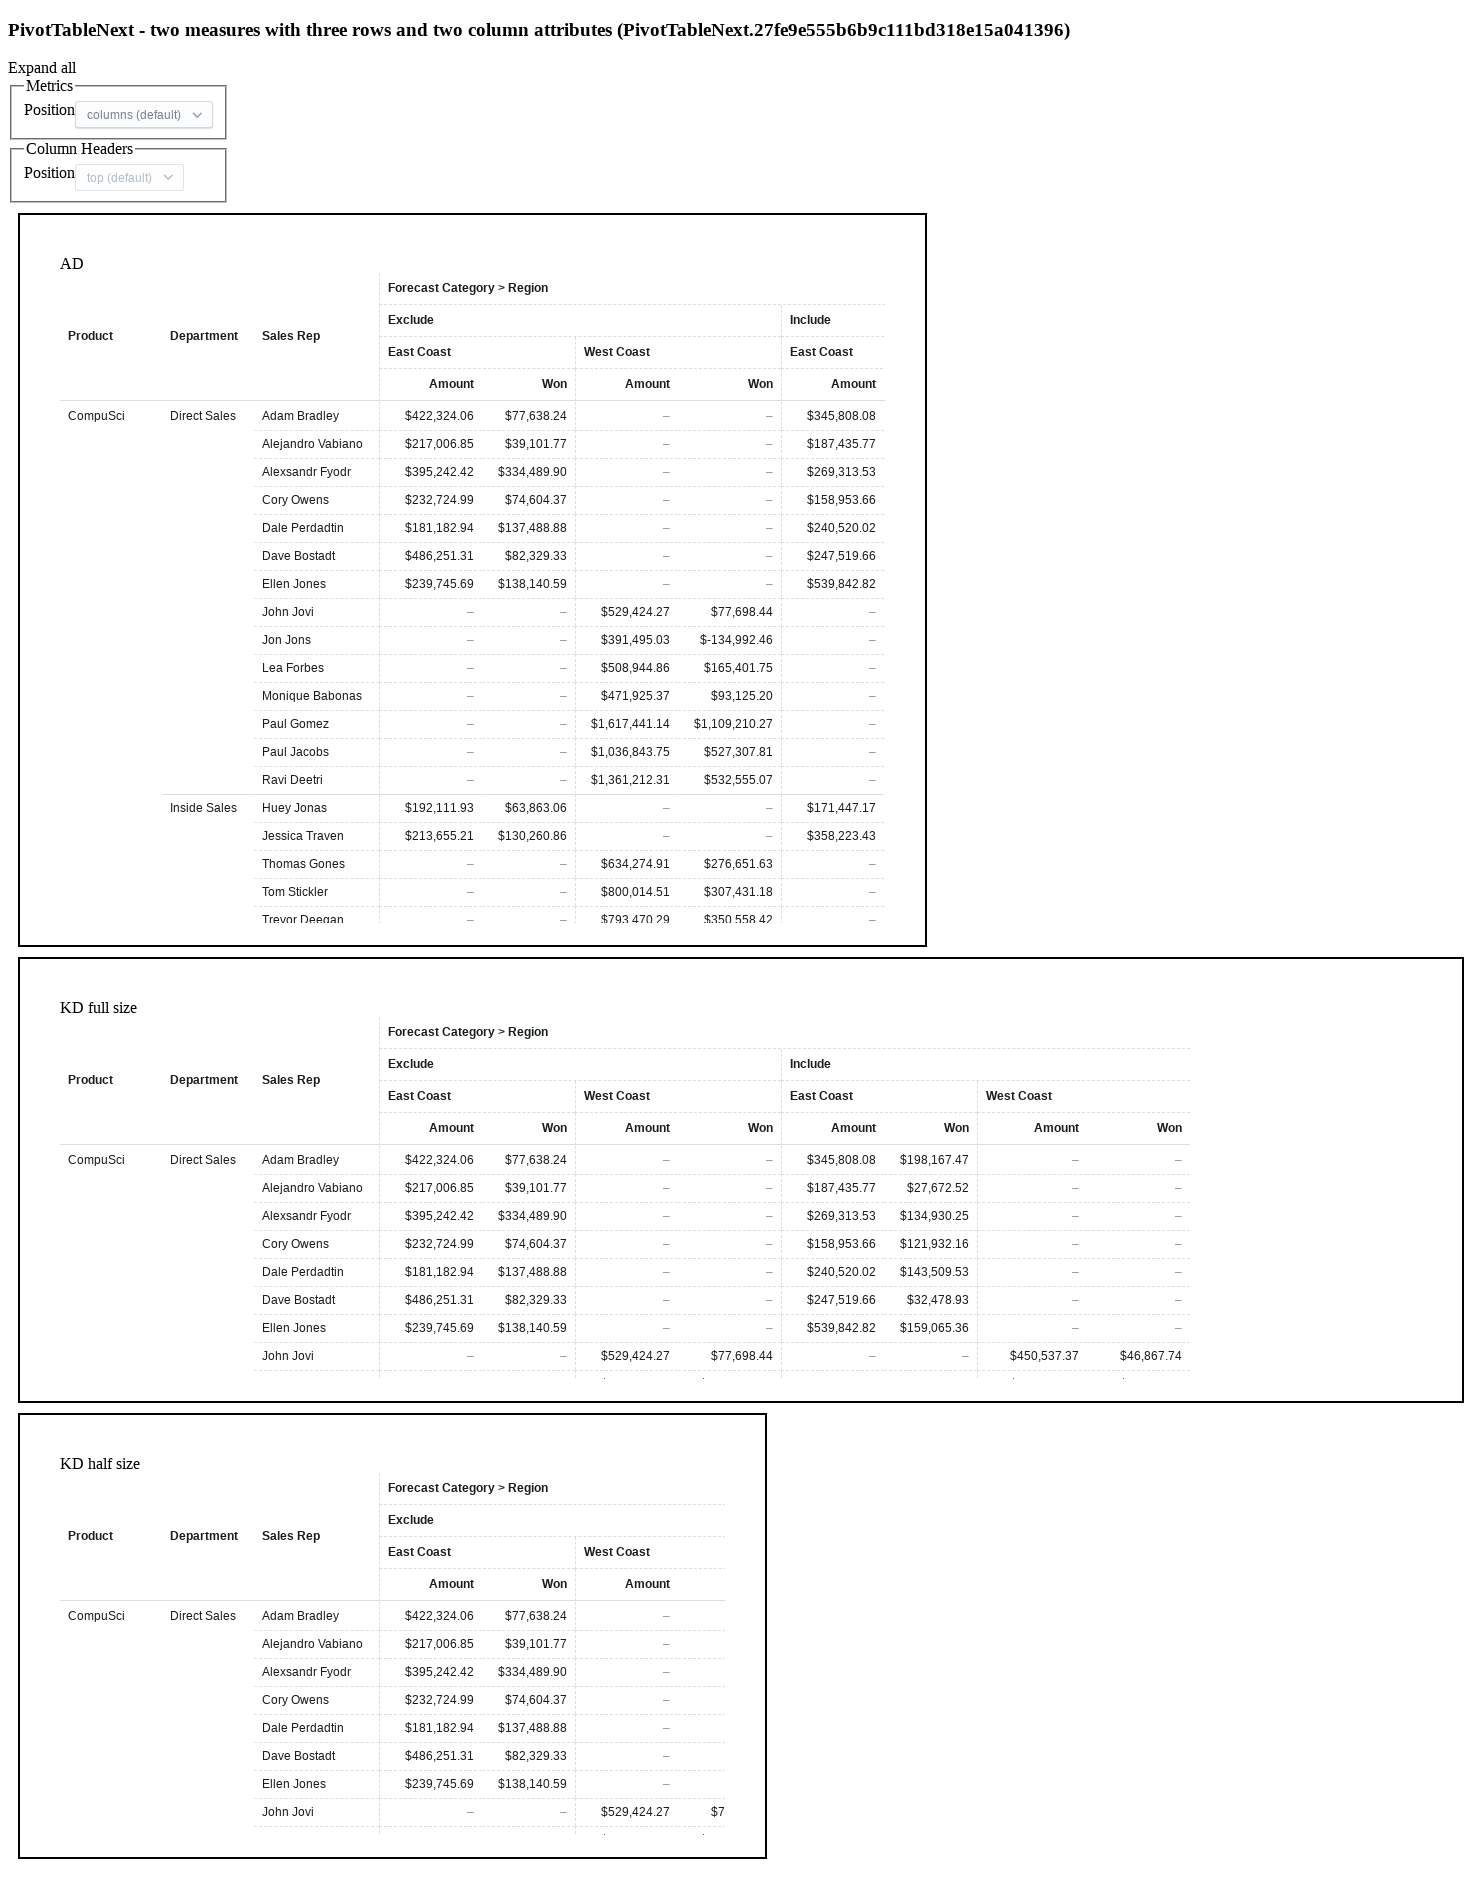 PivotTableNext - two measures with three rows and two column attributes (PivotTableNext.27fe9e555b6b9c111bd318e15a041396)
Expand all
Metrics
Position columns (default)
Column Headers
Position top (default)
AD
Forecast Category > Region
Exclude Include
Product Department Sales Rep
East Coast West Coast East Coast
Amount Won Amount Won Amount
CompuSci Direct Sales Adam Bradley $422,324.06 $77,638.24 – – $345,808.08
Alejandro Vabiano $217,006.85 $39,101.77 – – $187,435.77
Alexsandr Fyodr $395,242.42 $334,489.90 – – $269,313.53
Cory Owens $232,724.99 $74,604.37 – – $158,953.66
Dale Perdadtin $181,182.94 $137,488.88 – – $240,520.02
Dave Bostadt $486,251.31 $82,329.33 – – $247,519.66
Ellen Jones $239,745.69 $138,140.59 – – $539,842.82
John Jovi – – $529,424.27 $77,698.44 –
Jon Jons – – $391,495.03 $-134,992.46 –
Lea Forbes – – $508,944.86 $165,401.75 –
Monique Babonas – – $471,925.37 $93,125.20 –
Paul Gomez – – $1,617,441.14 $1,109,210.27 –
Paul Jacobs – – $1,036,843.75 $527,307.81 –
Ravi Deetri – – $1,361,212.31 $532,555.07 –
Inside Sales Huey Jonas $192,111.93 $63,863.06 – – $171,447.17
Jessica Traven $213,655.21 $130,260.86 – – $358,223.43
Thomas Gones – – $634,274.91 $276,651.63 –
Tom Stickler – – $800,014.51 $307,431.18 –
Trevor Deegan – – $793,470.29 $350,558.42 –
KD full size
Forecast Category > Region
Exclude Include
Product Department Sales Rep
East Coast West Coast East Coast West Coast
Amount Won Amount Won Amount Won Amount Won
CompuSci Direct Sales Adam Bradley $422,324.06 $77,638.24 – – $345,808.08 $198,167.47 – –
Alejandro Vabiano $217,006.85 $39,101.77 – – $187,435.77 $27,672.52 – –
Alexsandr Fyodr $395,242.42 $334,489.90 – – $269,313.53 $134,930.25 – –
Cory Owens $232,724.99 $74,604.37 – – $158,953.66 $121,932.16 – –
Dale Perdadtin $181,182.94 $137,488.88 – – $240,520.02 $143,509.53 – –
Dave Bostadt $486,251.31 $82,329.33 – – $247,519.66 $32,478.93 – –
Ellen Jones $239,745.69 $138,140.59 – – $539,842.82 $159,065.36 – –
John Jovi – – $529,424.27 $77,698.44 – – $450,537.37 $46,867.74
KD half size
Forecast Category > Region
Exclude
Product Department Sales Rep
East Coast West Coast
Amount Won Amount
CompuSci Direct Sales Adam Bradley $422,324.06 $77,638.24 –
Alejandro Vabiano $217,006.85 $39,101.77 –
Alexsandr Fyodr $395,242.42 $334,489.90 –
Cory Owens $232,724.99 $74,604.37 –
Dale Perdadtin $181,182.94 $137,488.88 –
Dave Bostadt $486,251.31 $82,329.33 –
Ellen Jones $239,745.69 $138,140.59 –
John Jovi – – $529,424.27 $7